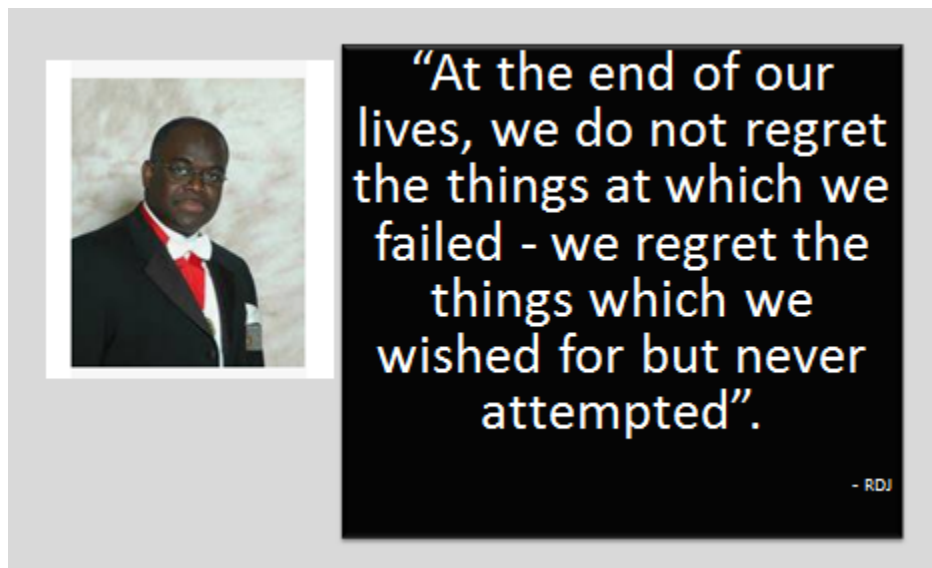 “At the end of our
lives, we do not regret
the things at which we
failed - we regret the
things which we
wished for but never
attempted”.
- RDJ